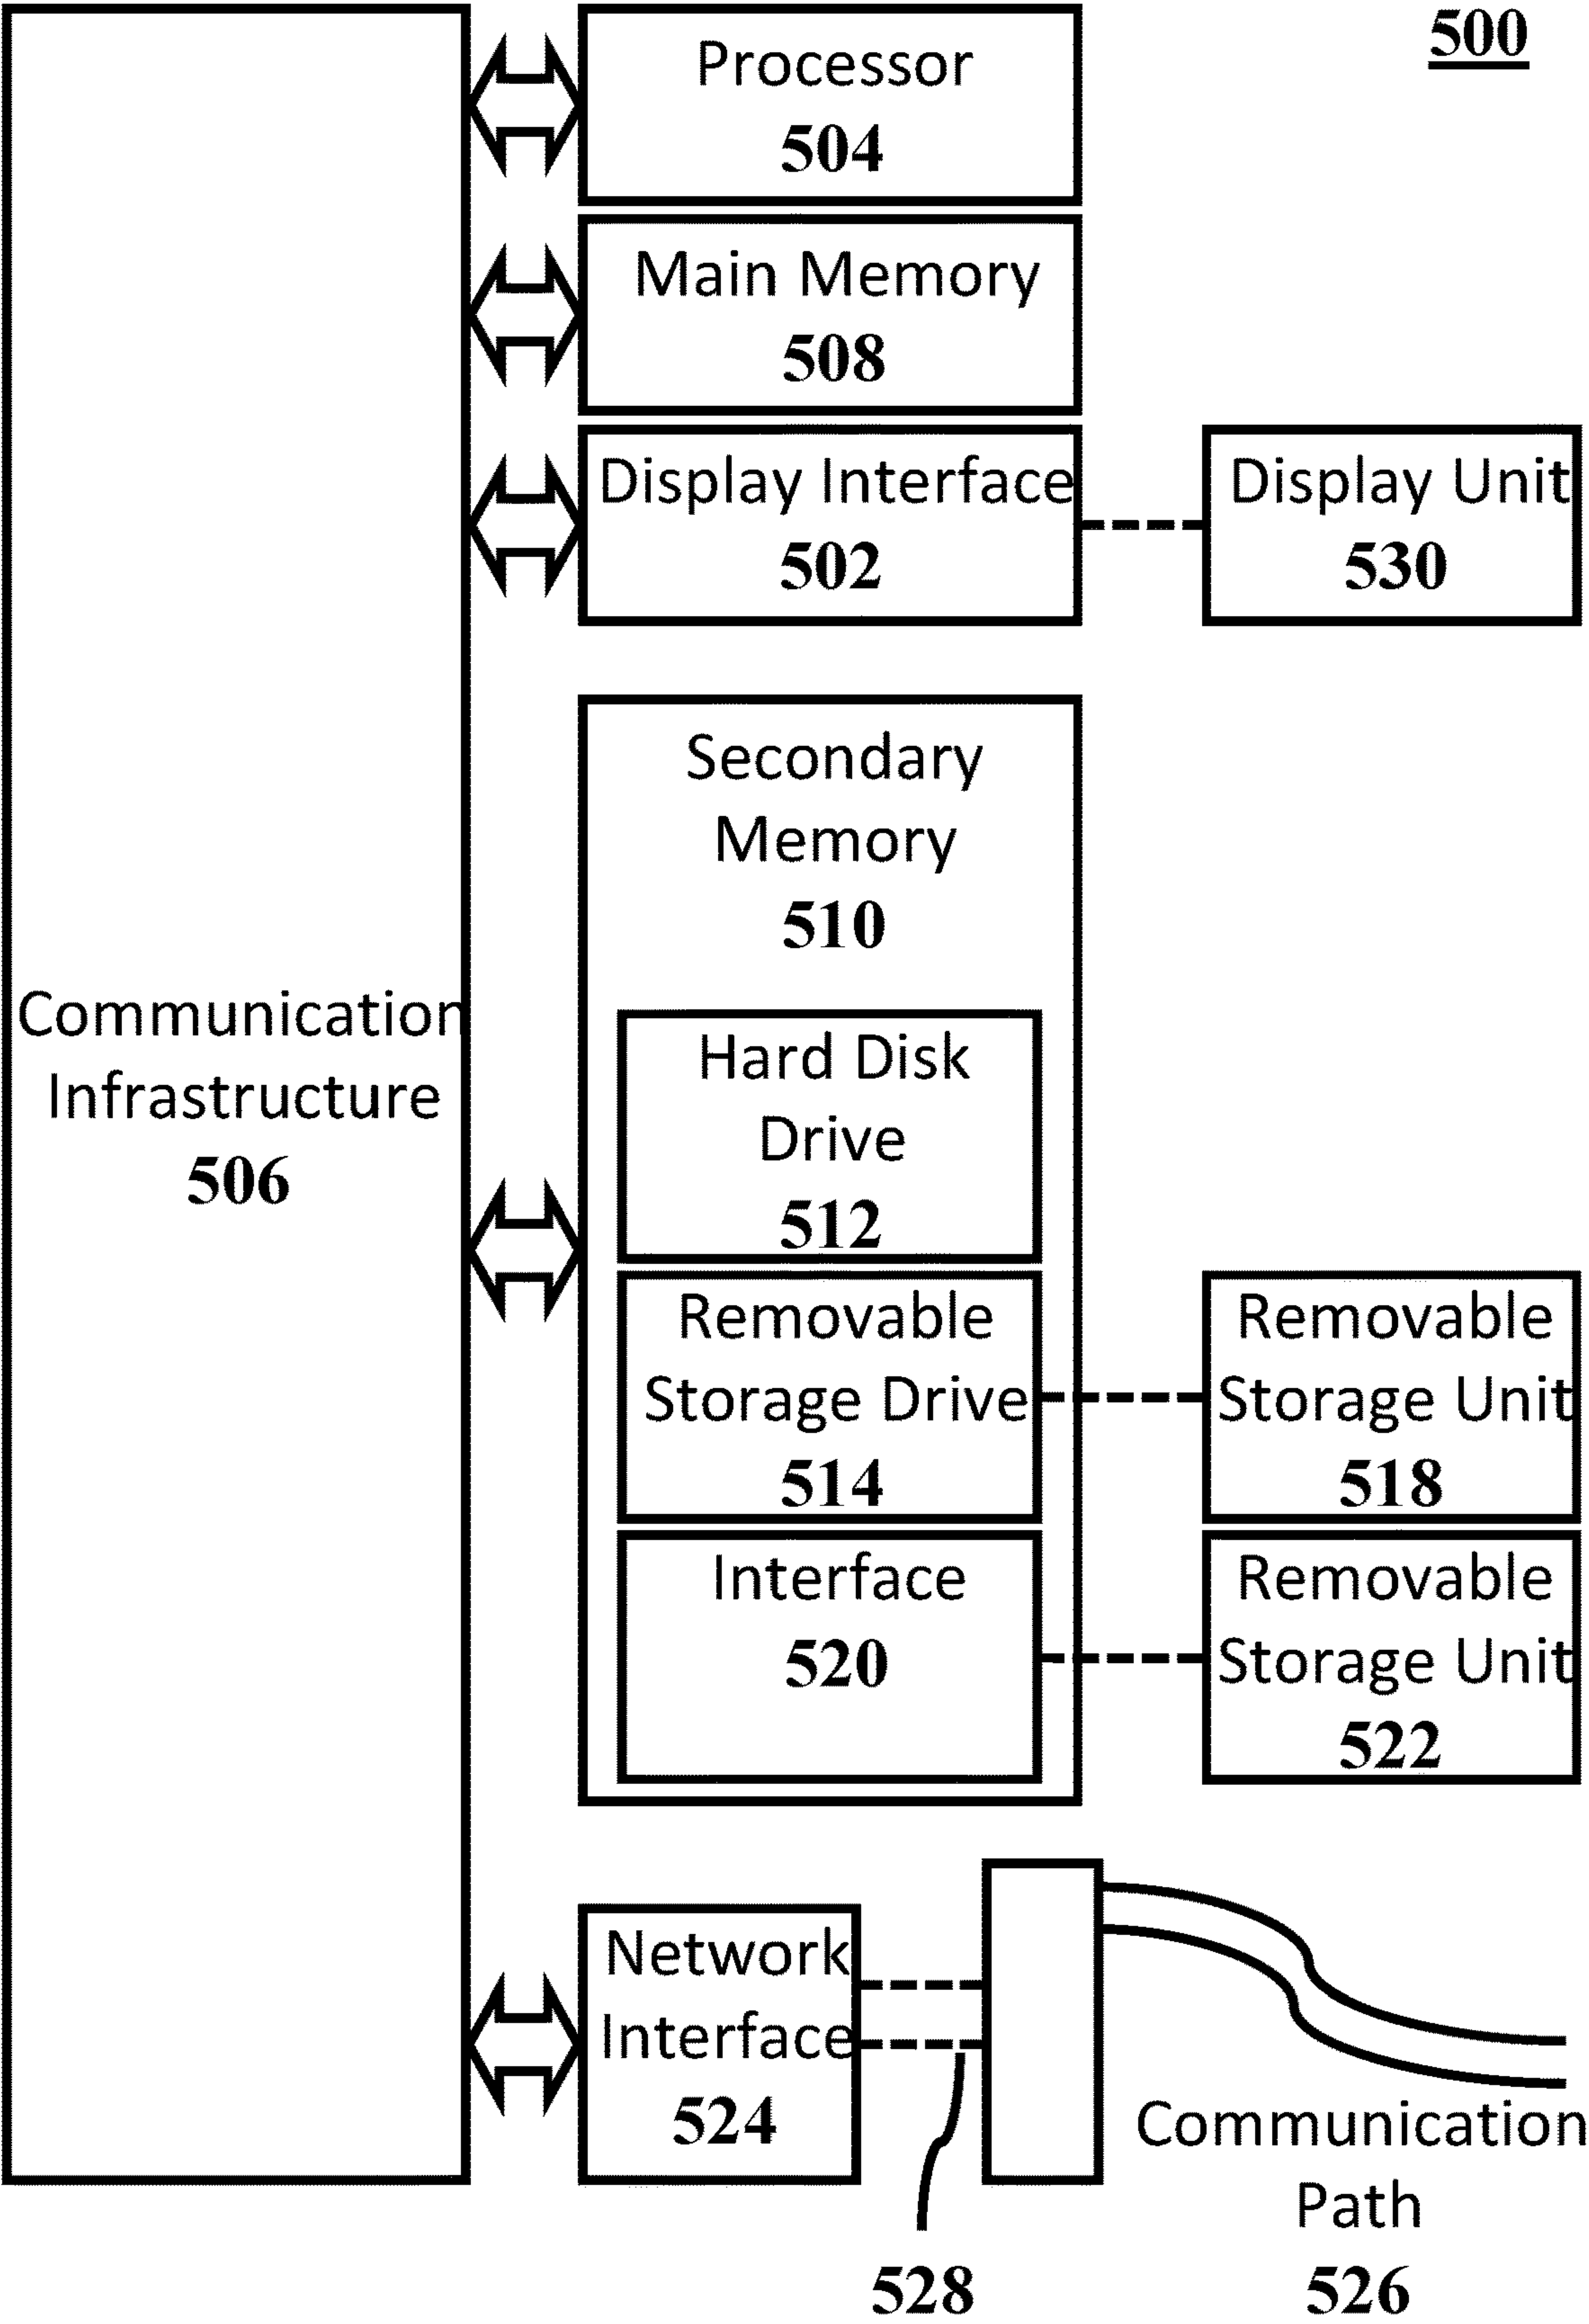 500
Processor
504
Main Memory
508
Display Interface
502
Display Unit
530
Secondary
Memory
510
Communication
Infrastructure
506
Hard Disk
Drive
512
Removable
Storage Drive
514
Removable
Storage Unit
518
Interface
520
Removable
Storage Unit
522
Network
Interface
524
528
Communication
Path
526